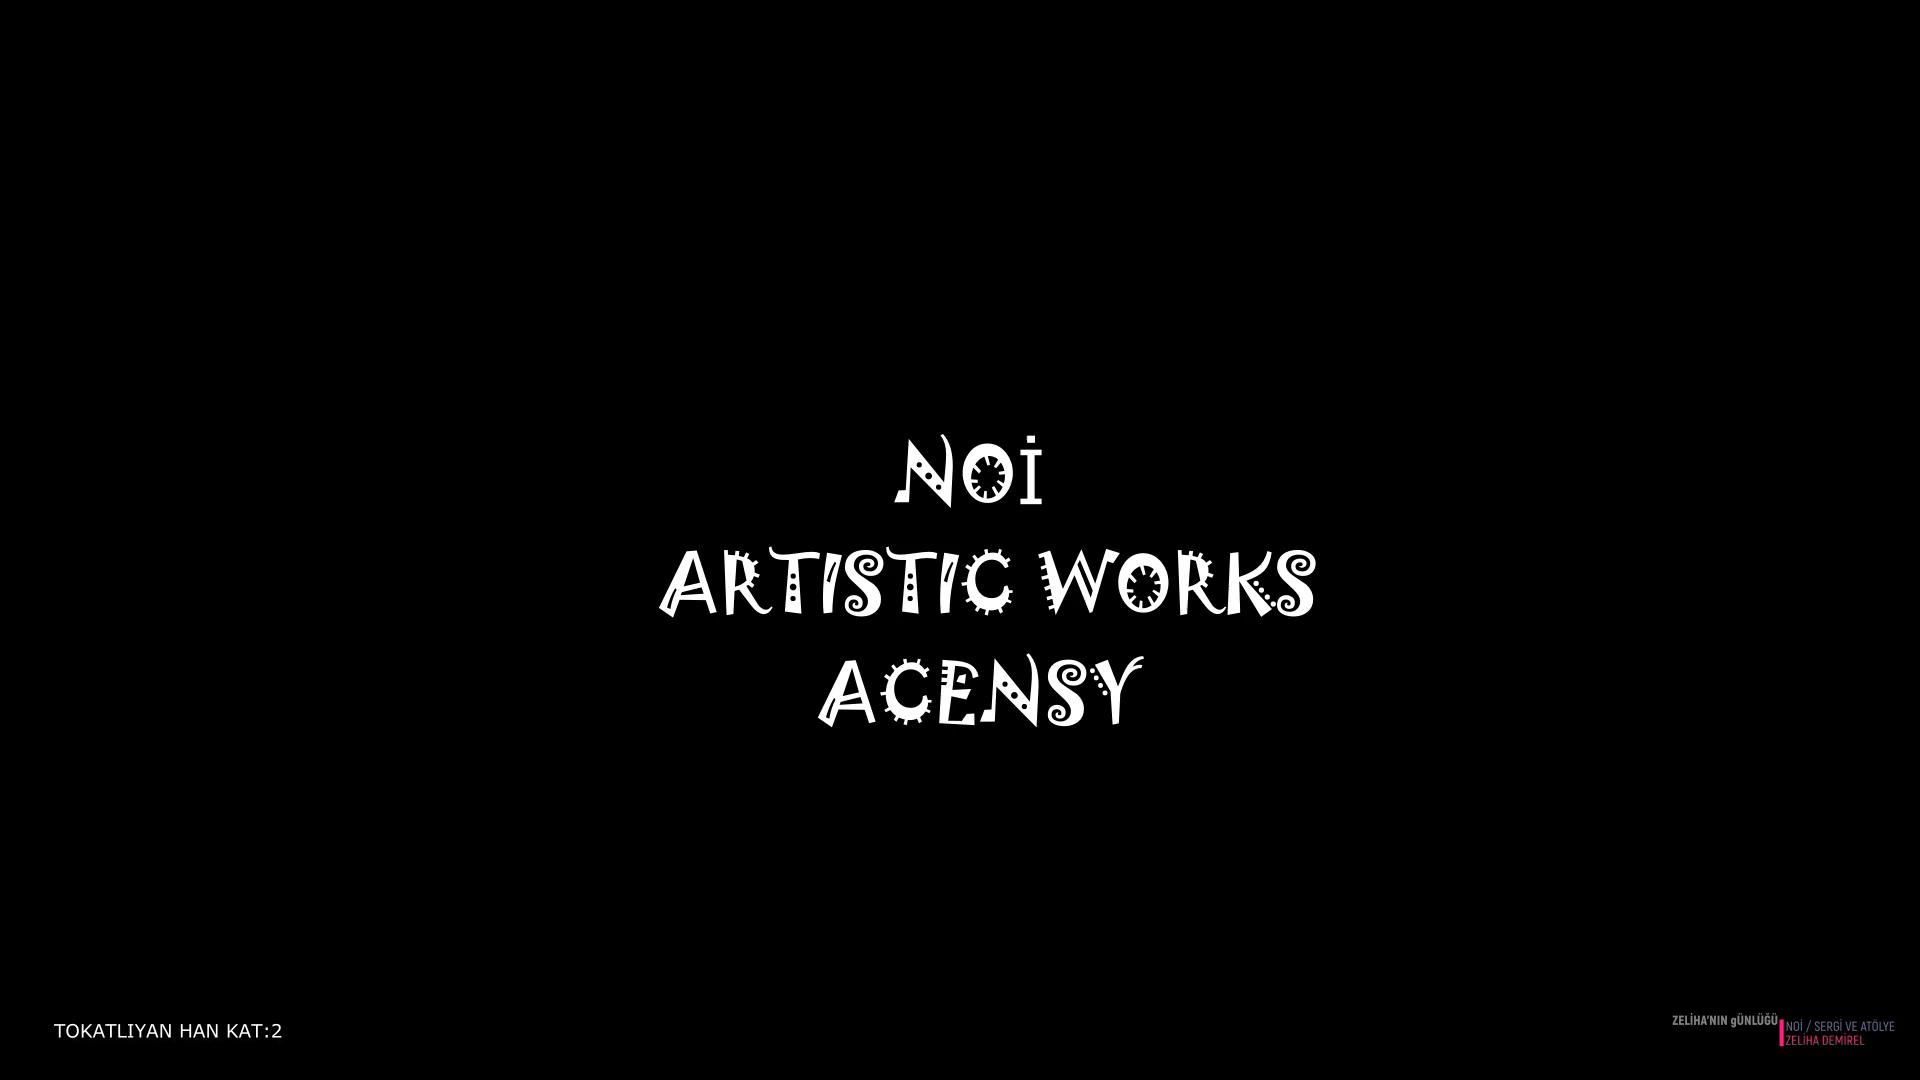 NOİ
ARTISTIC WORKS
ACENSY
TOKATLIYAN HAN KAT:2
ZELİHA'NIN gÜNLÜĞÜ
NOİ / SERGİ VE ATÖLYE
ZELİHA DEMİREL